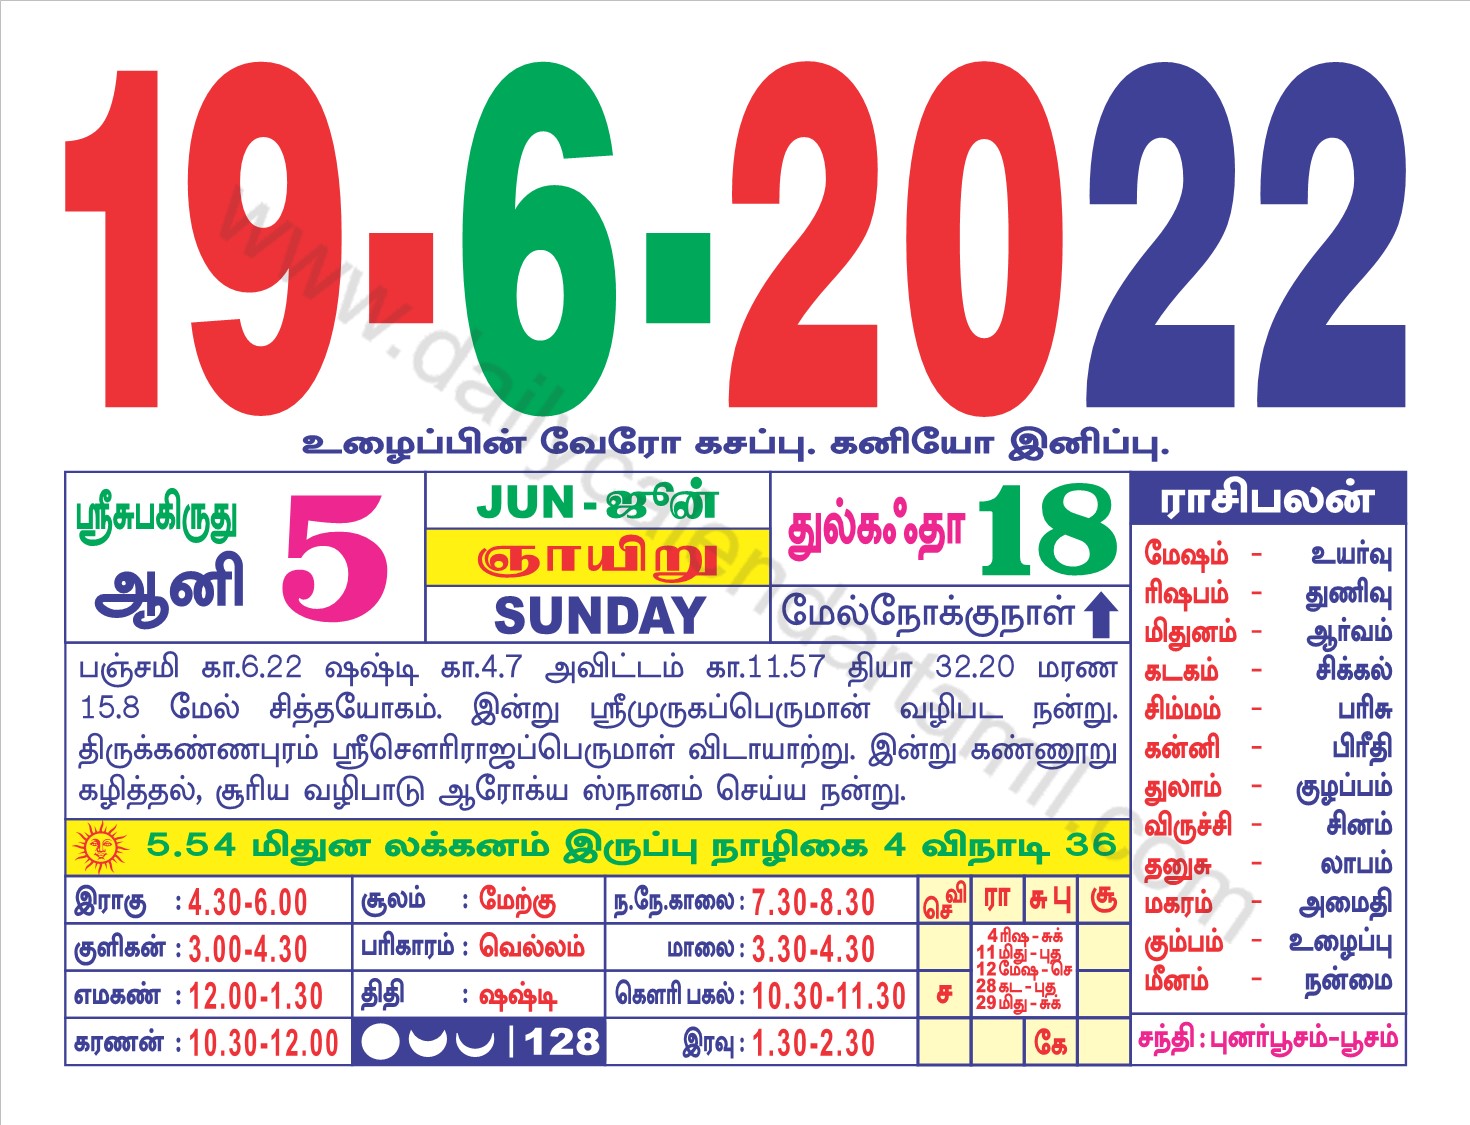 19-6-2022
உழைப்பின் வேரோ கசப்பு. கனியோ இனிப்பு.
ஸ்ரீசுபகிருது
ஆனி 5
JUN - ஜூன்
ஞாயிறு
SUNDAY
துல்கஃதா 18
மேல்நோக்குநாள்
பஞ்சமி கா.6.22 ஷஷ்டி கா.4.7 அவிட்டம் கா.11.57 தியா 32.20 மரண
15.8 மேல் சித்தயோகம். இன்று ஸ்ரீமுருகப்பெருமான் வழிபட நன்று.
திருக்கண்ணபுரம் ஸ்ரீசௌரிராஜப்பெருமாள் விடாயாற்று. இன்று கண்ணூறு
கழித்தல், சூரிய வழிபாடு ஆரோக்ய ஸ்நானம் செய்ய நன்று.
5.54 மிதுன லக்கனம் இருப்பு நாழிகை 4 விநாடி 36
இராகு : 4.30-6.00
குளிகன் : 3.00-4.30
எமகண் : 12.00-1.30
கரணன் : 10.30-12.00
சூலம் : மேற்கு
பரிகாரம் : வெல்லம்
திதி : ஷஷ்டி
128
ந.நே.காலை : 7.30-8.30
மாலை : 3.30-4.30
கௌரி பகல் : 10.30-11.30
இரவு : 1.30-2.30
செ வி ரா சு பு சூ
4 ரிஷ - சுக்
11 மிது - புத
12 மேஷ - செ
28 கட - புத
29 மிது - சுக்
ச
கே
ராசிபலன்
மேஷம் - உயர்வு
ரிஷபம் - துணிவு
மிதுனம் - ஆர்வம்
கடகம் - சிக்கல்
சிம்மம் - பரிசு
கன்னி - பிரீதி
துலாம் - குழப்பம்
விருச்சி - சினம்
தனுசு - லாபம்
மகரம் - அமைதி
கும்பம் - உழைப்பு
மீனம் - நன்மை
சந்தி : புனர்பூசம்-பூசம்
www.dailycalendartamil.com